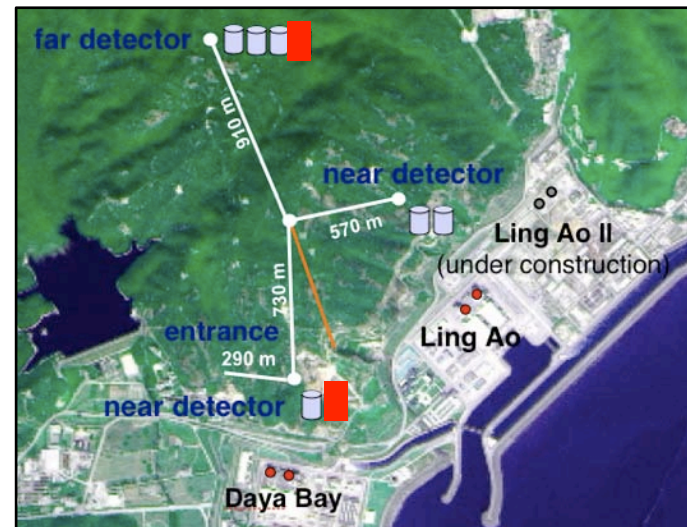 far detector
910 m
near detector
570 m
Ling Ao II
(under construction)
730 m
Ling Ao
entrance
290 m
near detector
Daya Bay